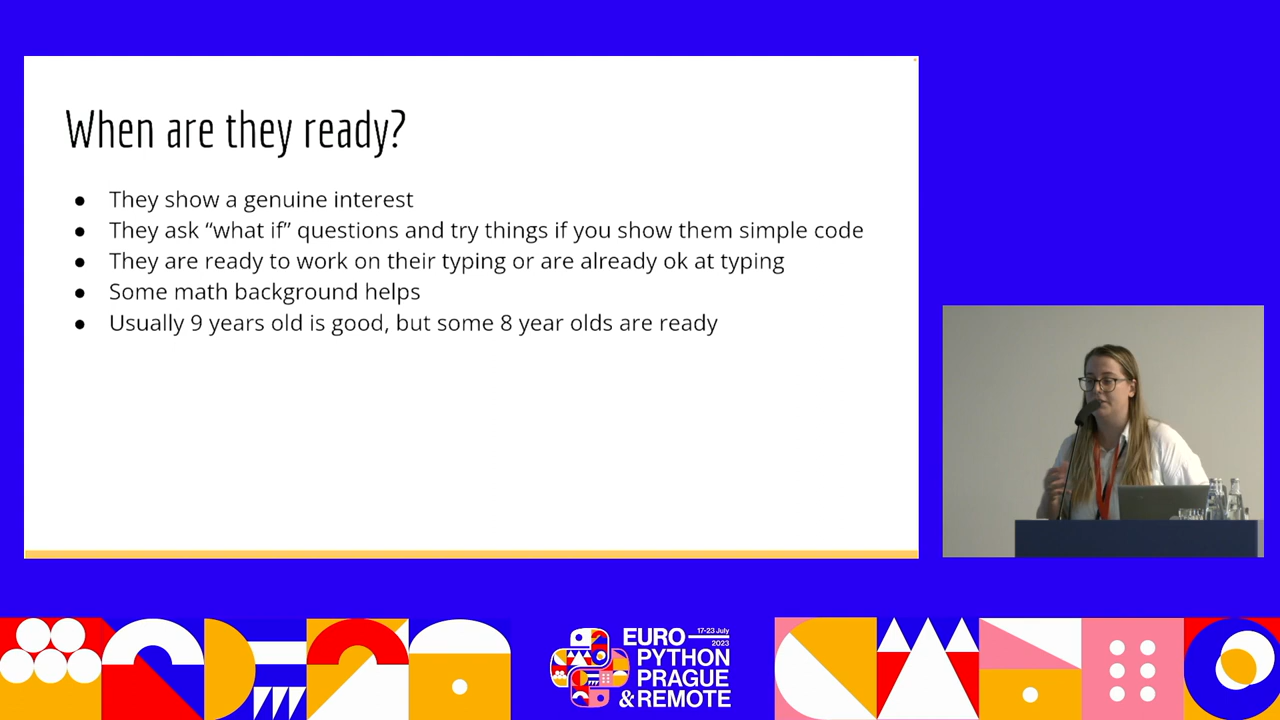 When are they ready?
● They show a genuine interest
● They ask “what if” questions and try things if you show them simple code
● They are ready to work on their typing or are already ok at typing
● Some math background helps
● Usually 9 years old is good, but some 8 year olds are ready
EURO
17-23 July
2023
PYTHON
PRAGUE
& REMOTE